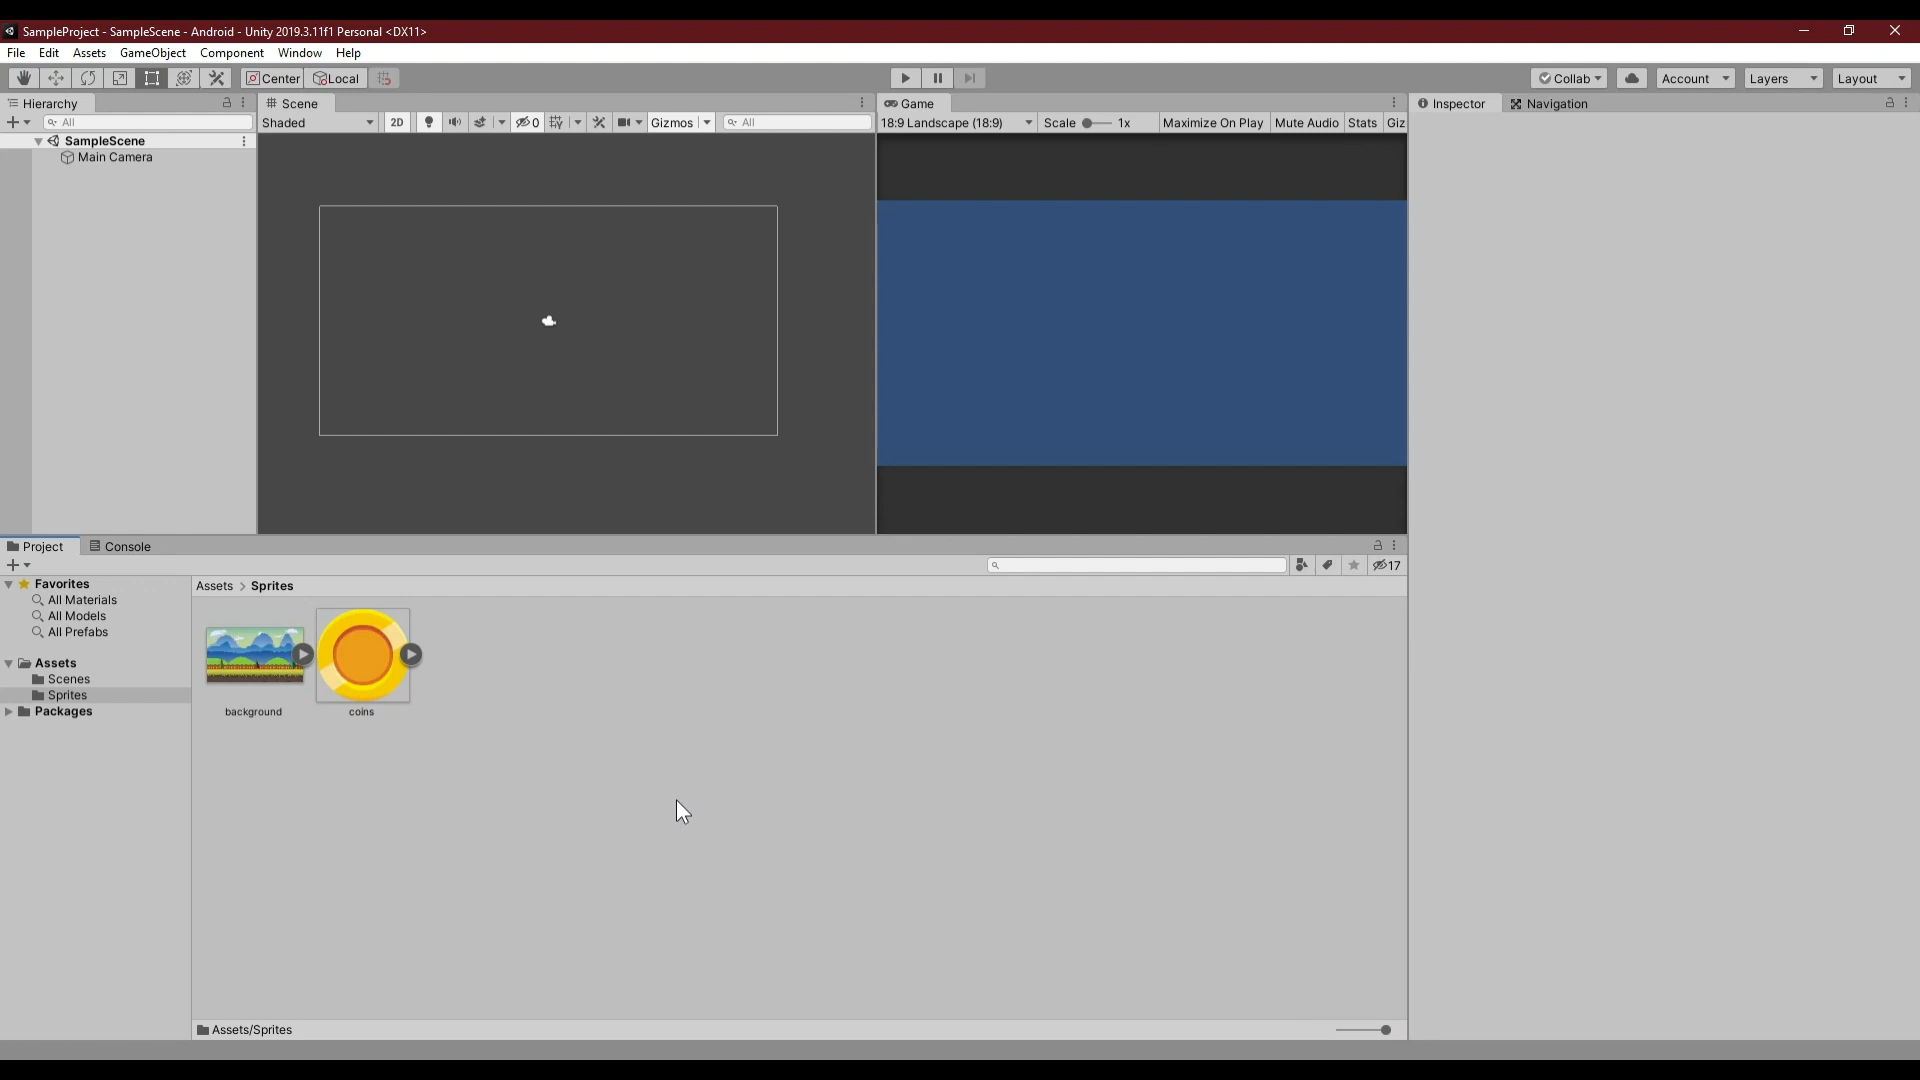 SampleProject - SampleScene - Android - Unity 2019.3.11f1 Personal <DX11>
File Edit Assets GameObject Component Window Help
Center Local Collab Account Layers Layout
Hierarchy
All
SampleScene
Main Camera
Scene
Shaded 2D 0 Gizmos All
Game
18:9 Landscape (18:9) Scale 1x Maximize On Play Mute Audio Stats Giz
Inspector Navigation
Project Console
17
Favorites
All Materials
All Models
All Prefabs
Assets
Scenes
Sprites
Packages
Assets > Sprites
background coins
Assets/Sprites